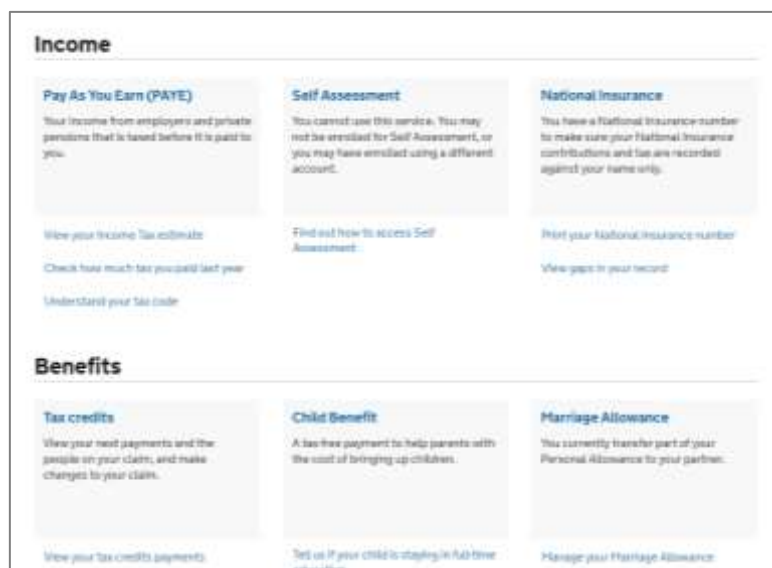 Income
Pay As You Earn (PAYE)
Your income from employers and private
pensions that is taxed before it is paid to
you.
View your Income Tax estimate
Check how much tax you paid last year
Understand your tax code
Self Assessment
You cannot use this service. You may
not be enrolled for Self Assessment, or
you may have enrolled using a different
account.
Find out how to access Self
Assessment
National Insurance
You have a National Insurance number
to make sure your National Insurance
contributions and tax are recorded
against your name only.
Print your National Insurance number
View gaps in your record
Benefits
Tax credits
View your next payments and the
people on your claim, and make
changes to your claim.
View your tax credits payments
Child Benefit
A tax-free payment to help parents with
the cost of bringing up children.
Tell us if your child is staying in full-time
Marriage Allowance
You currently transfer part of your
Personal Allowance to your partner.
Manage your Marriage Allowance